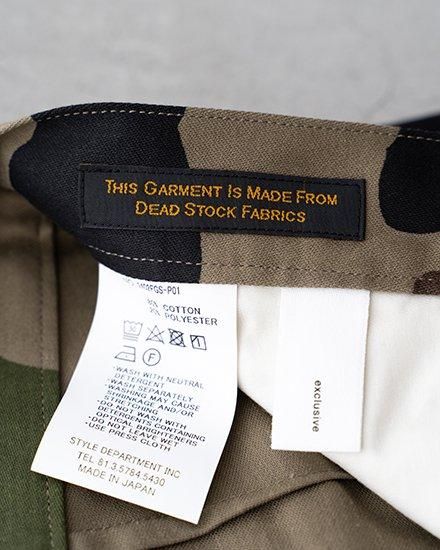 THIS GARMENT IS MADE FROM
DEAD STOCK FABRICS
COTTON
POLYESTER
-WASH WITH NEUTRAL
DETERGENT
-WASH SEPARATELY
-WASHING MAY CAUSE
SHRINKAGE AND/OR
STRETCHING
-DO NOT WASH WITH
DETERGENTS CONTAINING
OPTICAL BRIGHTENERS
-DO NOT LEAVE WET
-USE PRESS CLOTH
STYLE DEPARTMENT INC
TEL 81.3.5784.5430
MADE IN JAPAN
exclusive